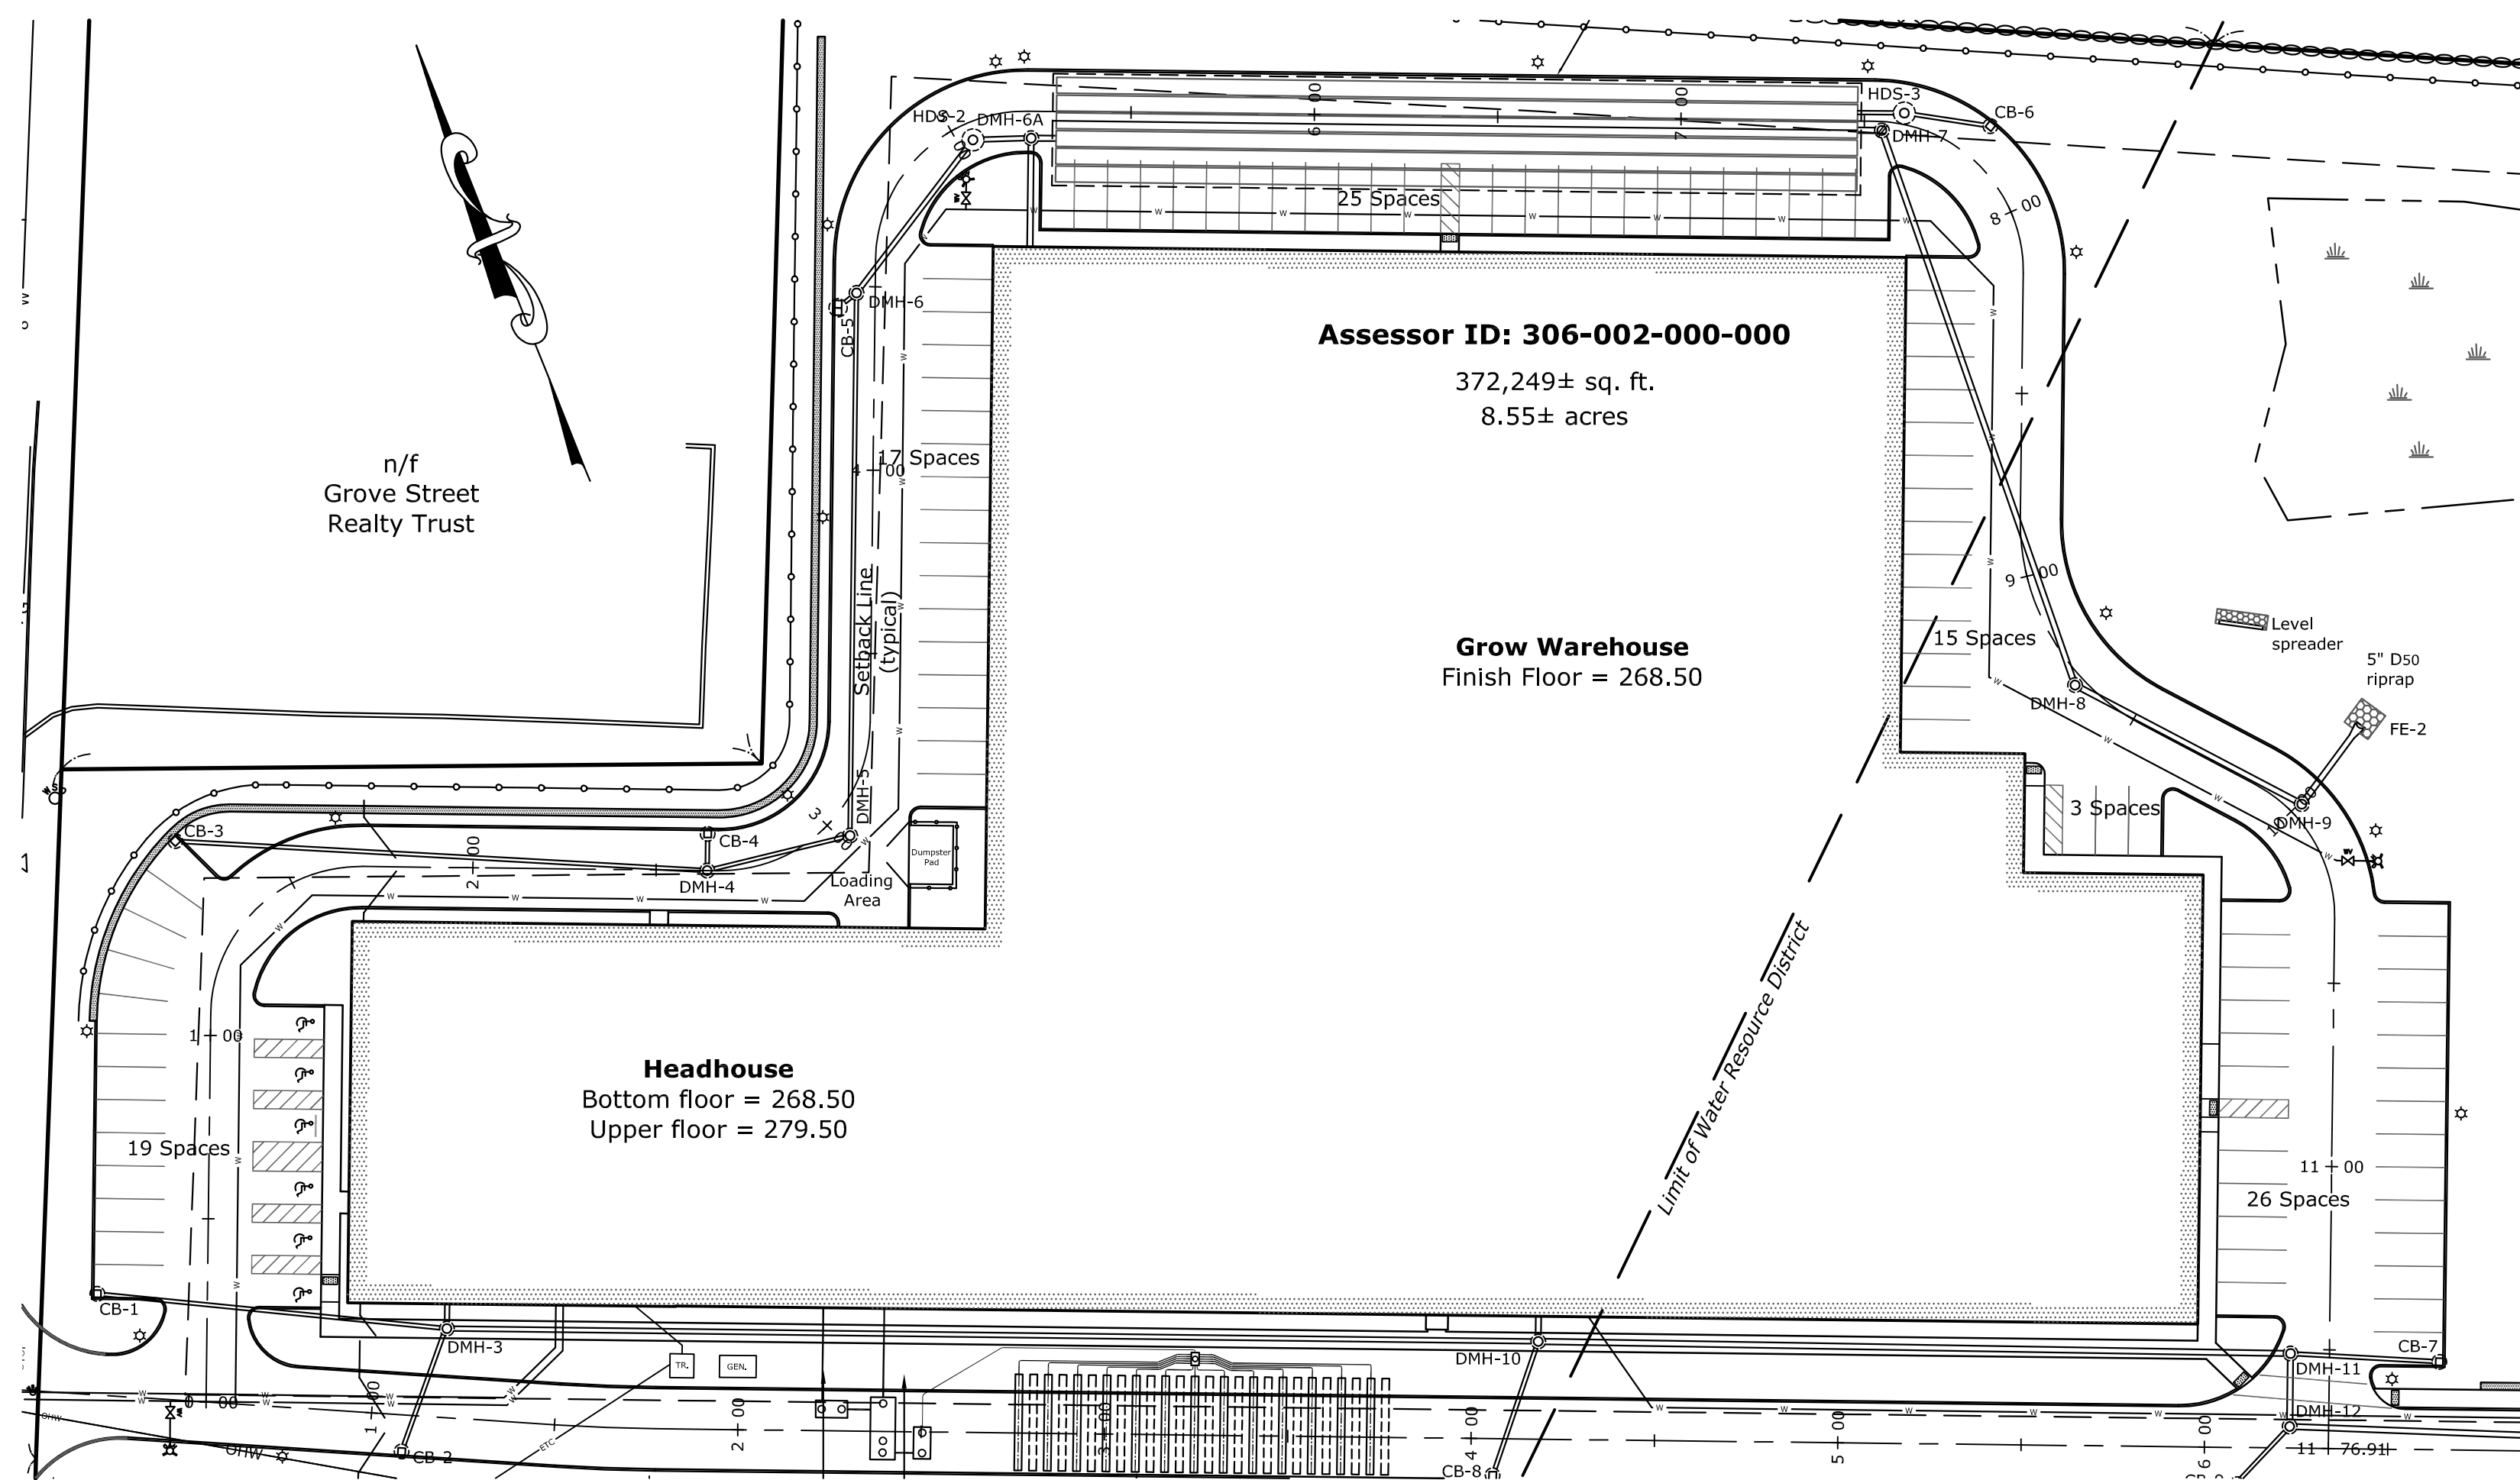 HDS-2
DMH-6A
HDS-3
CB-6
DMH-7
6+00
7+00
25 Spaces
8+00
DMH-6
CB-5
Assessor ID: 306-002-000-000
372,249± sq. ft.
8.55± acres
n/f
Grove Street
Realty Trust
17 Spaces
4+00
Setback Line
(typical)
9+00
15 Spaces
Level
spreader
5" D50
riprap
FE-2
Grow Warehouse
Finish Floor = 268.50
DMH-8
DMH-5
3
3 Spaces
DMH-9
CB-3
CB-4
2+00
DMH-4
Dumpster
Pad
Loading
Area
Limit of Water Resource District
1+00
Headhouse
Bottom floor = 268.50
Upper floor = 279.50
19 Spaces
11+00
26 Spaces
CB-1
DMH-3
TR.
GEN.
DMH-10
CB-7
DMH-11
DMH-12
0+00
1+00
2+00
3+00
4+00
5+00
6+00
11+76.91
OHW
OHW
ETC
CB-2
CB-8